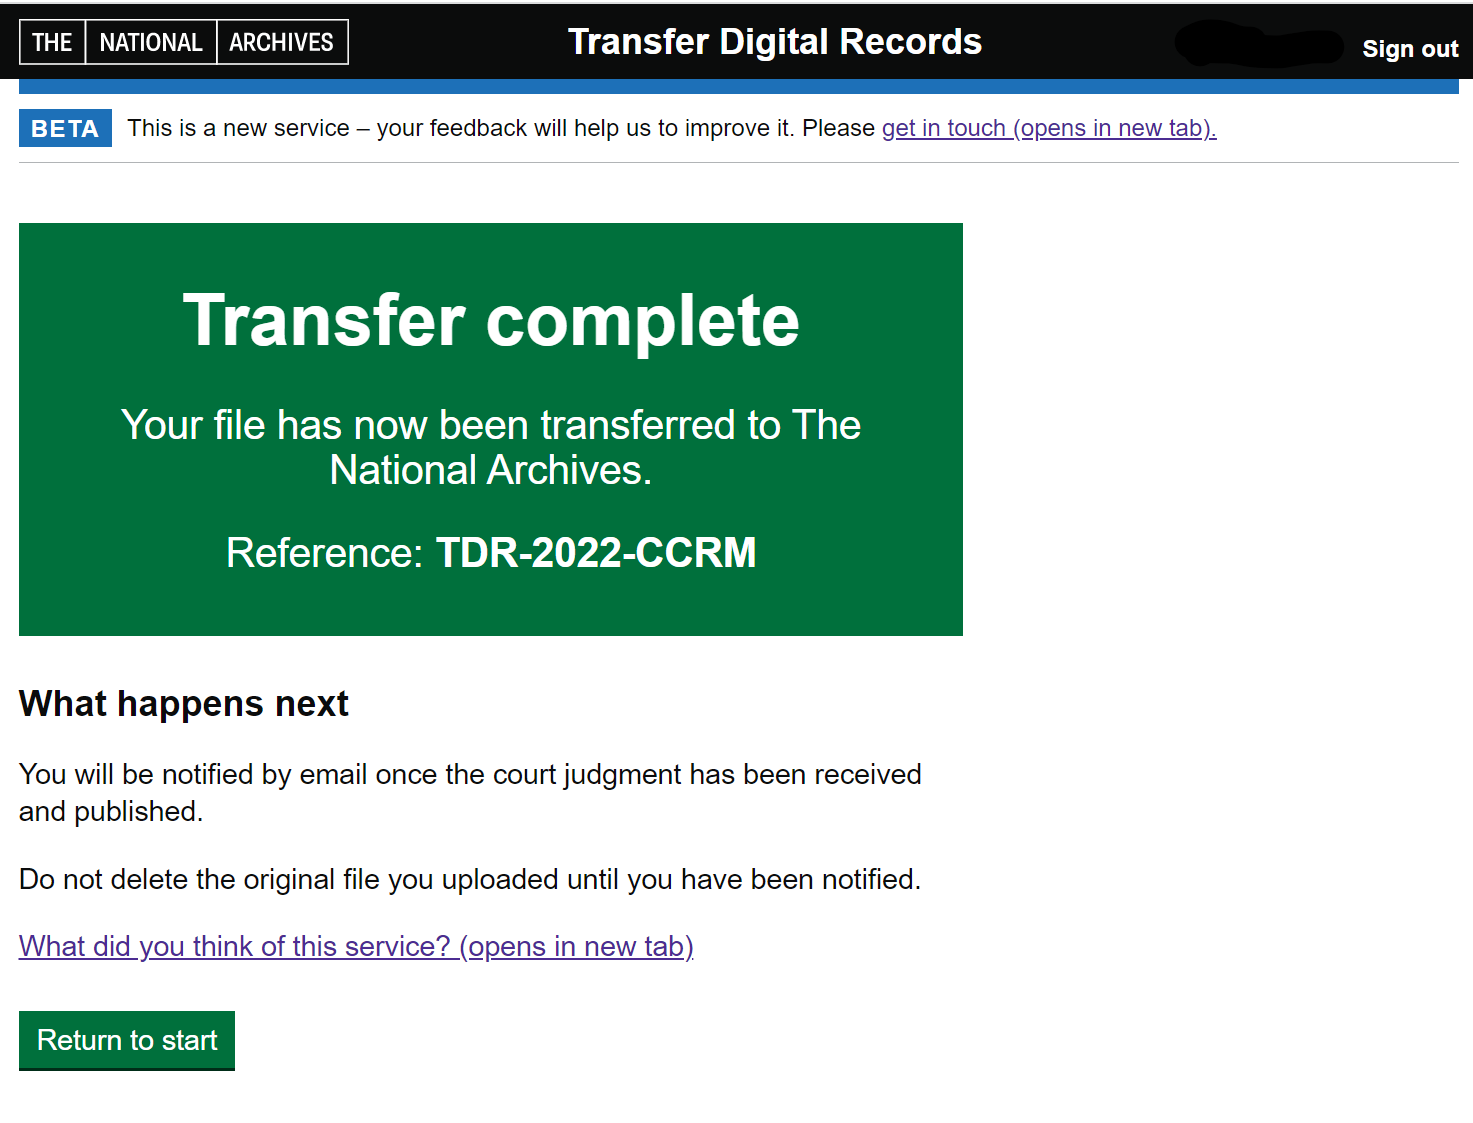 THE NATIONAL ARCHIVES
Transfer Digital Records
Sign out
BETA
This is a new service – your feedback will help us to improve it. Please get in touch (opens in new tab).
Transfer complete
Your file has now been transferred to The
National Archives.
Reference: TDR-2022-CCRM
What happens next
You will be notified by email once the court judgment has been received
and published.
Do not delete the original file you uploaded until you have been notified.
What did you think of this service? (opens in new tab)
Return to start